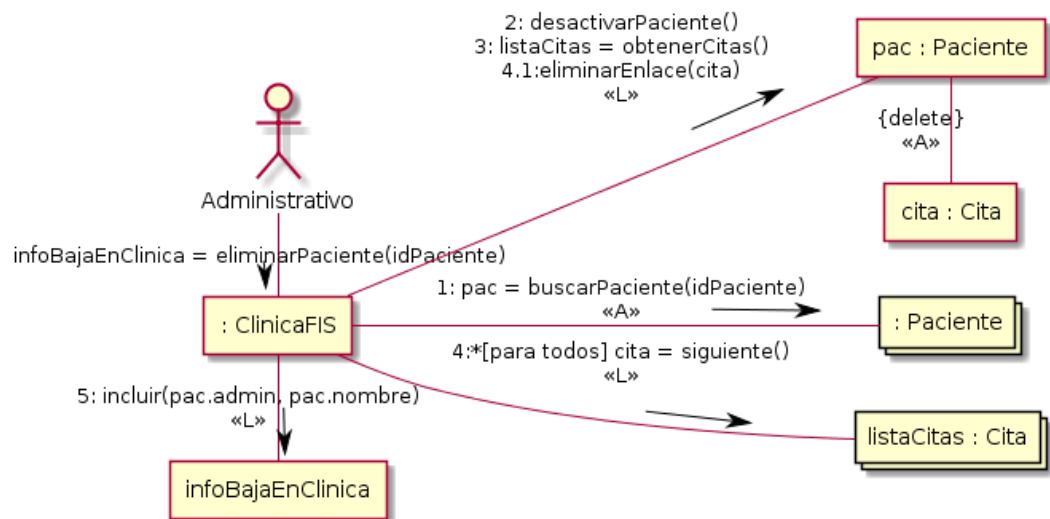 2: desactivarPaciente()
3: listaCitas = obtenerCitas()
4.1:eliminarEnlace(cita)
«L»
pac : Paciente
{delete}
«A»
cita : Cita
Administrativo
infoBajaEnClinica = eliminarPaciente(idPaciente)
: ClinicaFIS
1: pac = buscarPaciente(idPaciente)
«A»
: Paciente
4:*[para todos] cita = siguiente()
«L»
listaCitas : Cita
5: incluir(pac.admin, pac.nombre)
«L»
infoBajaEnClinica